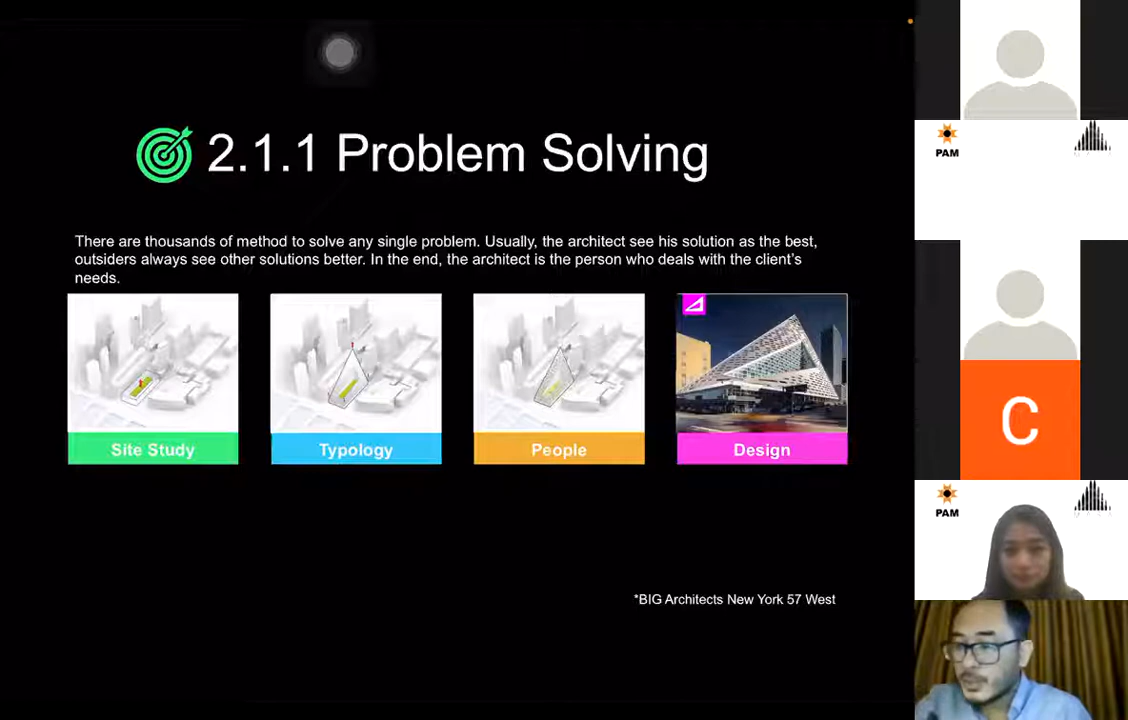 2.1.1 Problem Solving
There are thousands of method to solve any single problem. Usually, the architect see his solution as the best,
outsiders always see other solutions better. In the end, the architect is the person who deals with the client's
needs.
Site Study
Typology
People
Design
*BIG Architects New York 57 West
PAM
C
PAM